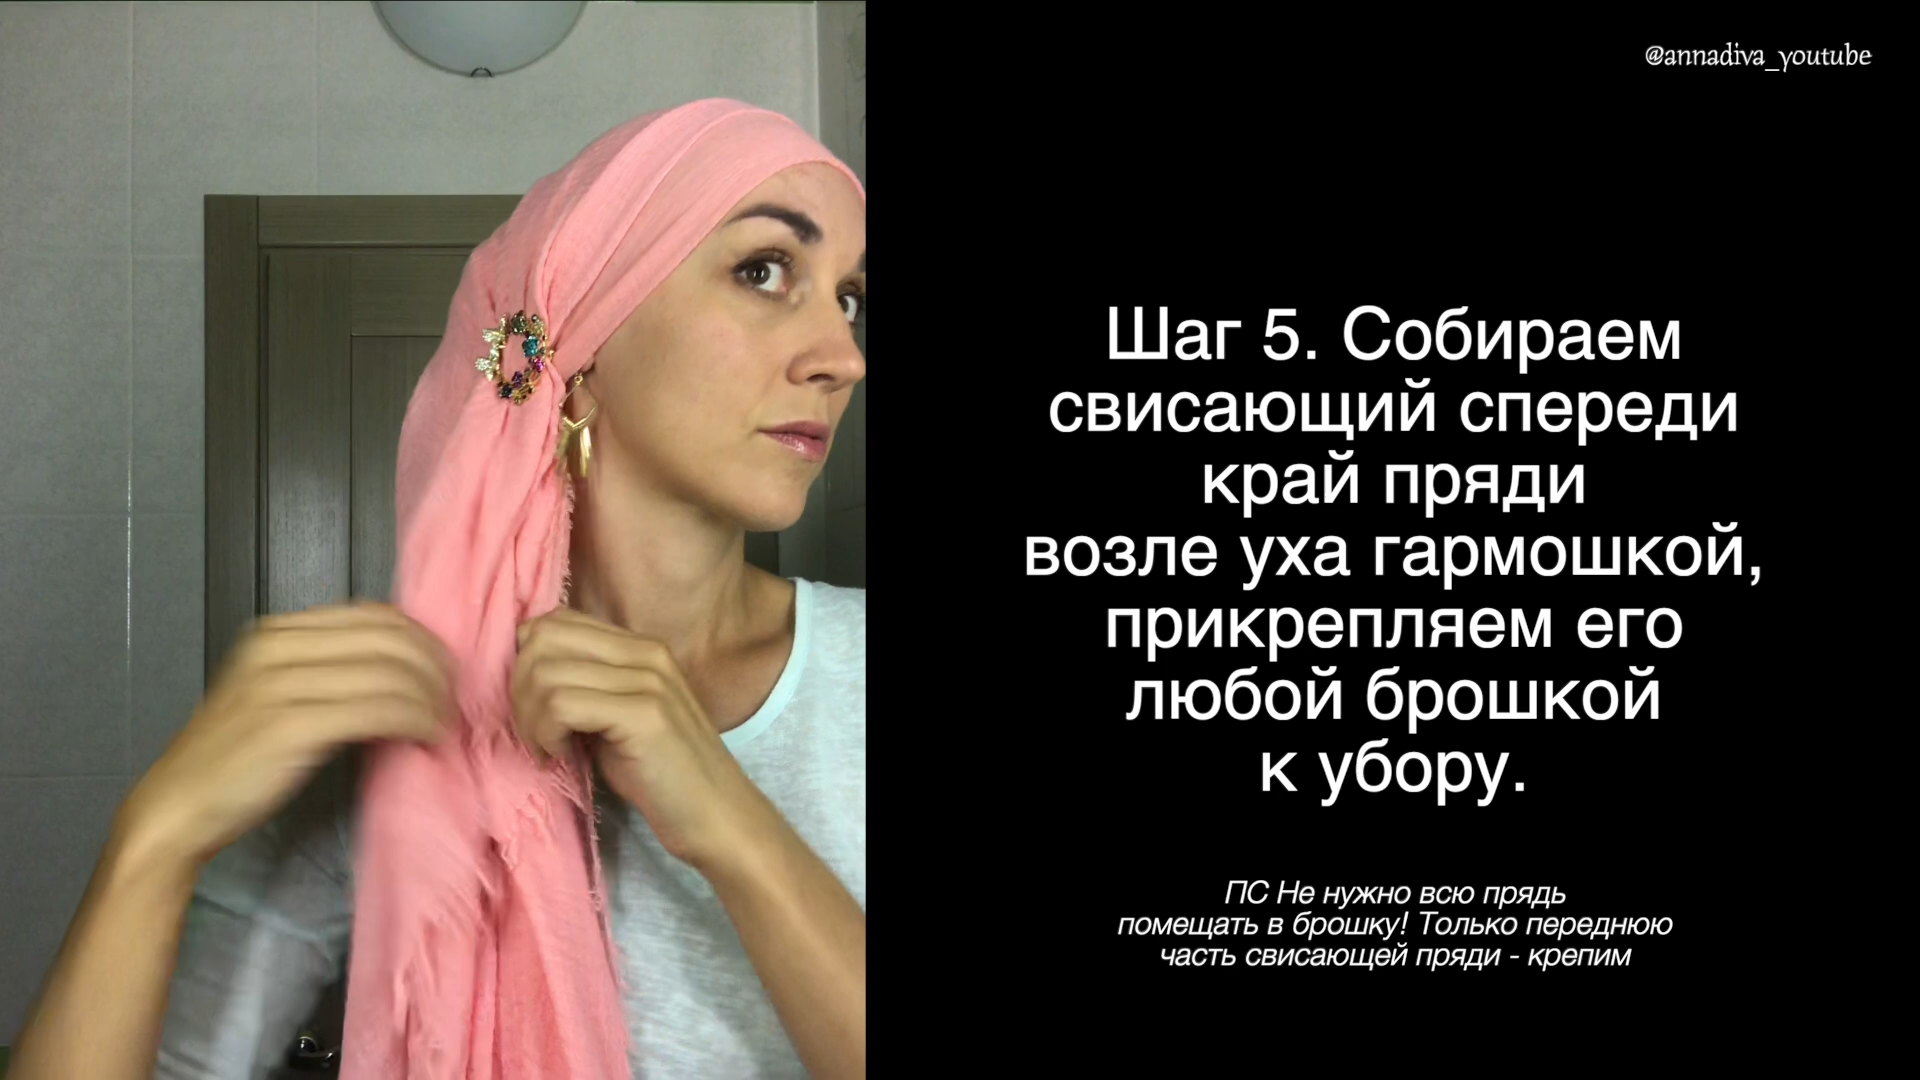 @annadiva_youtube
Шаг 5. Собираем
свисающий спереди
край пряди
возле уха гармошкой,
прикрепляем его
любой брошкой
к убору.
ПС Не нужно всю прядь
помещать в брошку! Только переднюю
часть свисающей пряди - крепим